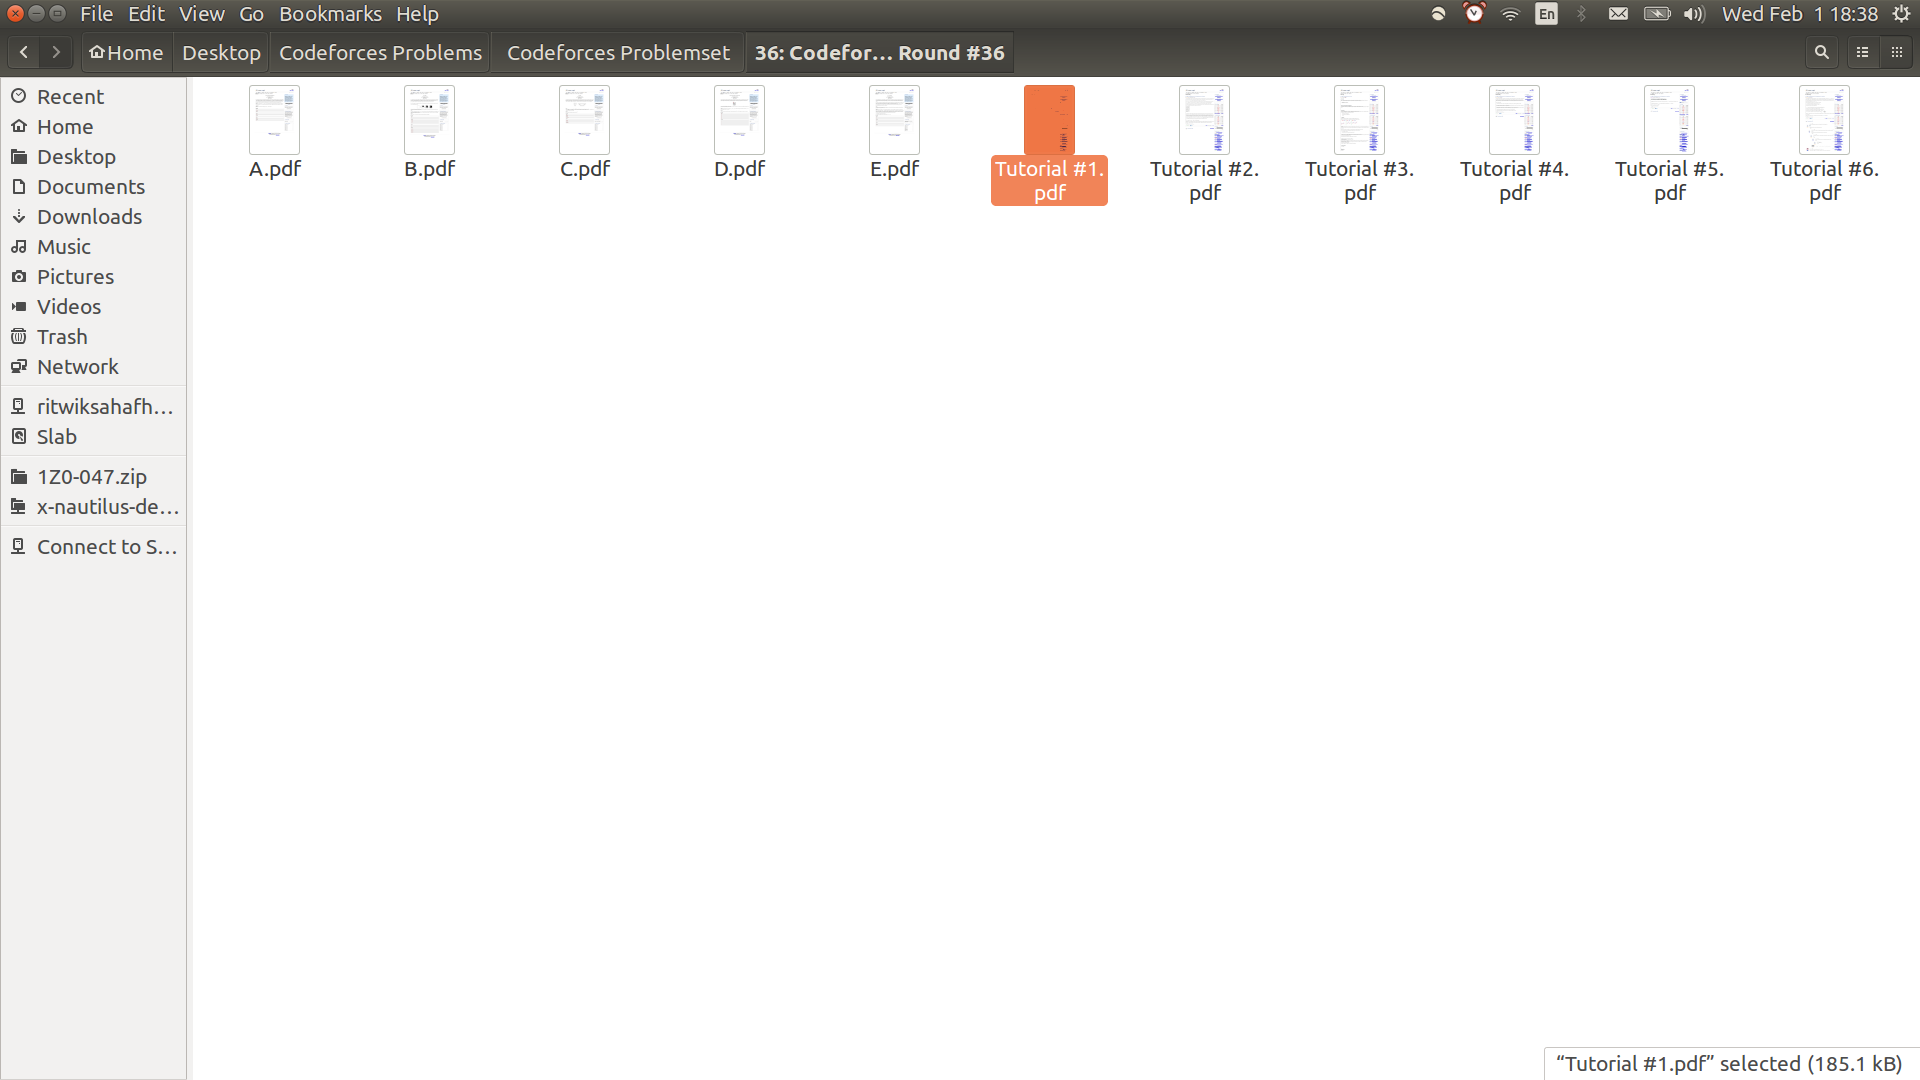 File Edit View Go Bookmarks Help
En
Wed Feb 1 18:38
Home Desktop Codeforces Problems Codeforces Problemset 36: Codefor... Round #36
Recent
Home
Desktop
Documents
Downloads
Music
Pictures
Videos
Trash
Network
ritwiksahafh...
Slab
1Z0-047.zip
x-nautilus-de...
Connect to S...
A.pdf
B.pdf
C.pdf
D.pdf
E.pdf
Tutorial #1.
pdf
Tutorial #2.
pdf
Tutorial #3.
pdf
Tutorial #4.
pdf
Tutorial #5.
pdf
Tutorial #6.
pdf
“Tutorial #1.pdf” selected (185.1 kB)